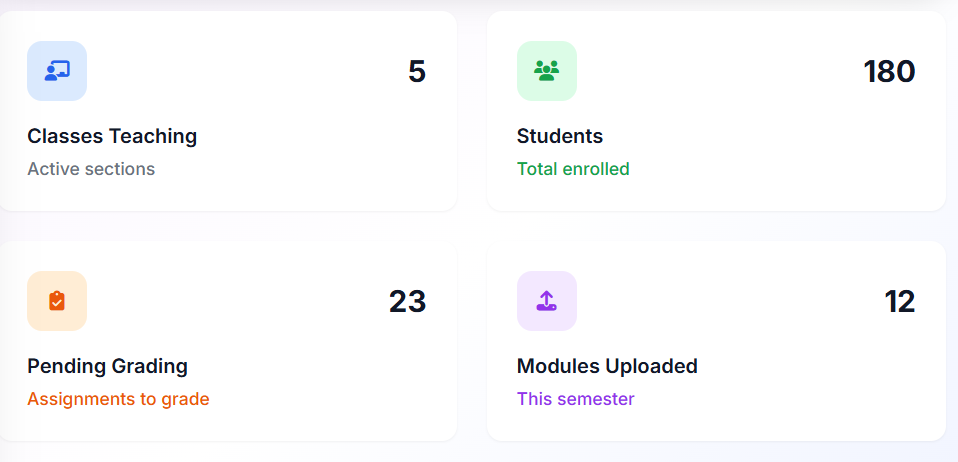 5
Classes Teaching
Active sections
180
Students
Total enrolled
23
Pending Grading
Assignments to grade
12
Modules Uploaded
This semester